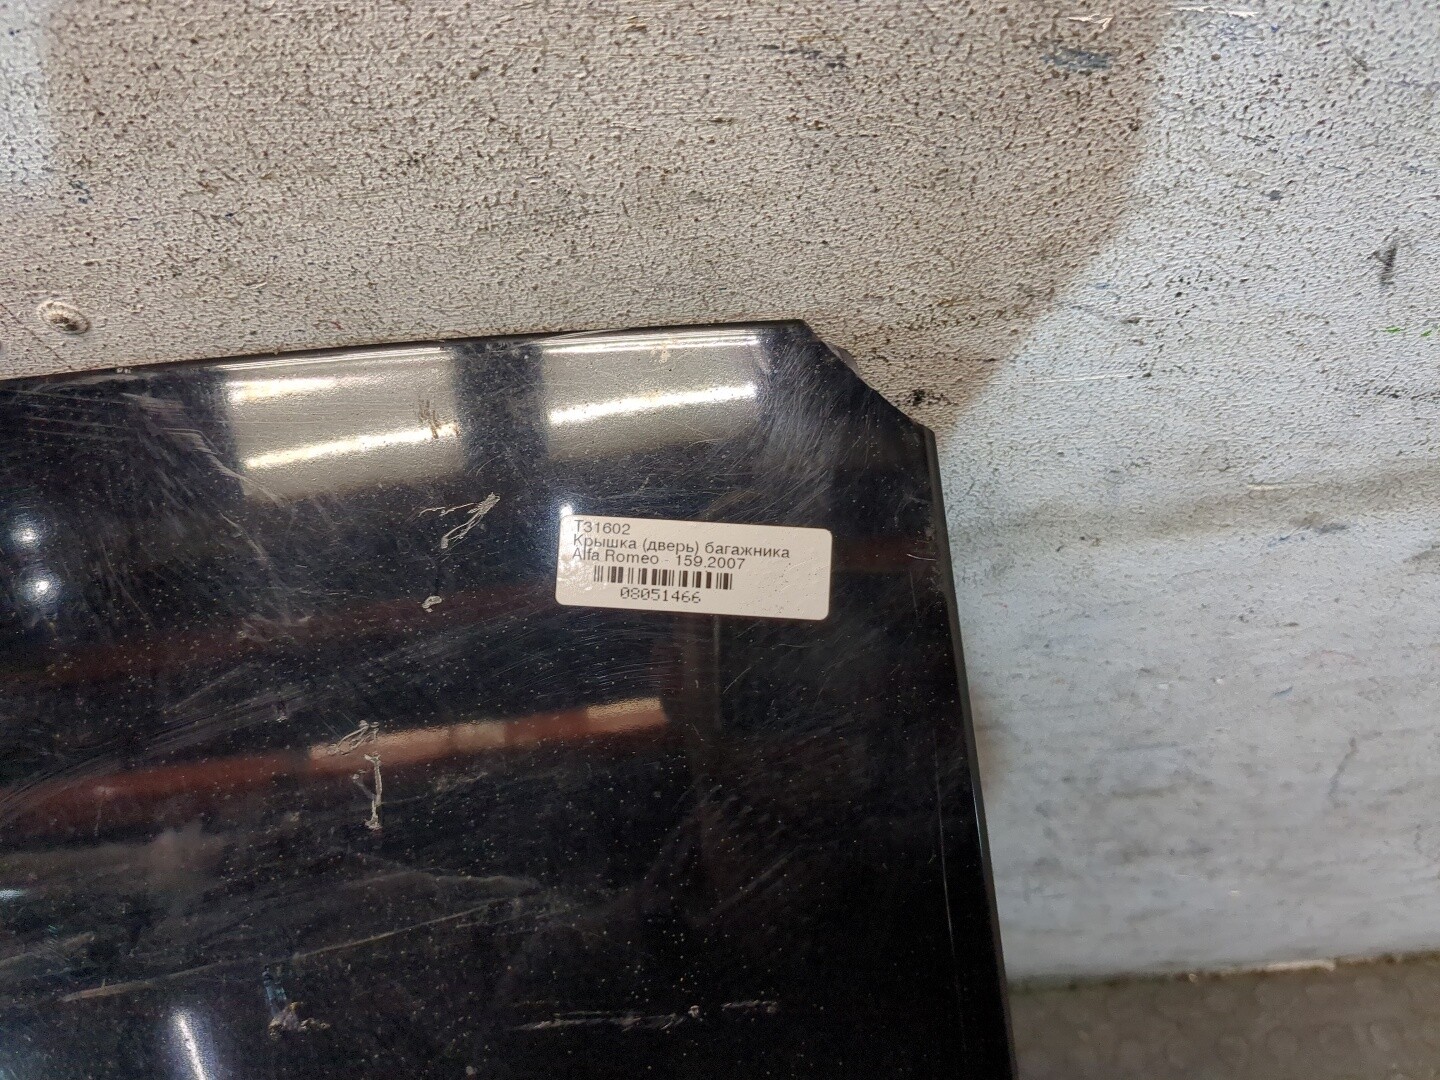 T31602
Крышка (дверь) багажника
Alfa Romeo - 159.2007
08051466